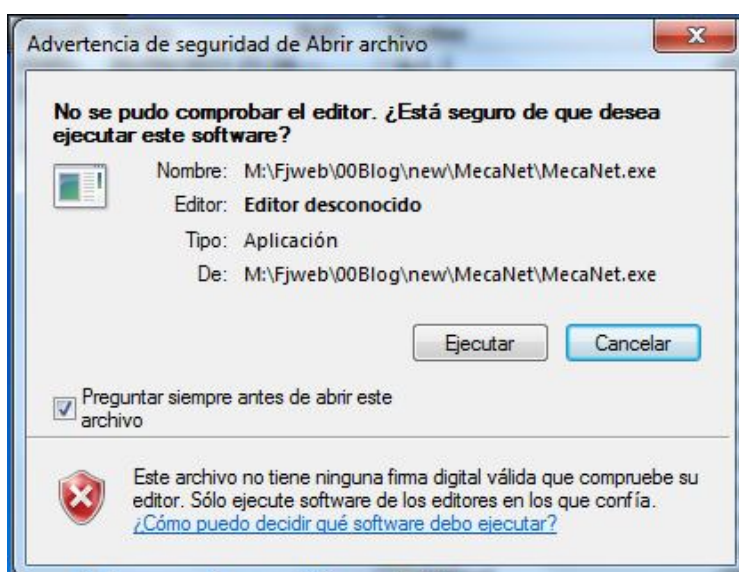 Advertencia de seguridad de Abrir archivo
No se pudo comprobar el editor. ¿Está seguro de que desea
ejecutar este software?
Nombre: M:\Fjweb\00Blog\new\MecaNet\MecaNet.exe
Editor: Editor desconocido
Tipo: Aplicación
De: M:\Fjweb\00Blog\new\MecaNet\MecaNet.exe
Ejecutar Cancelar
Preguntar siempre antes de abrir este
archivo
Este archivo no tiene ninguna firma digital válida que compruebe su
editor. Sólo ejecute software de los editores en los que confía.
¿Cómo puedo decidir qué software debo ejecutar?